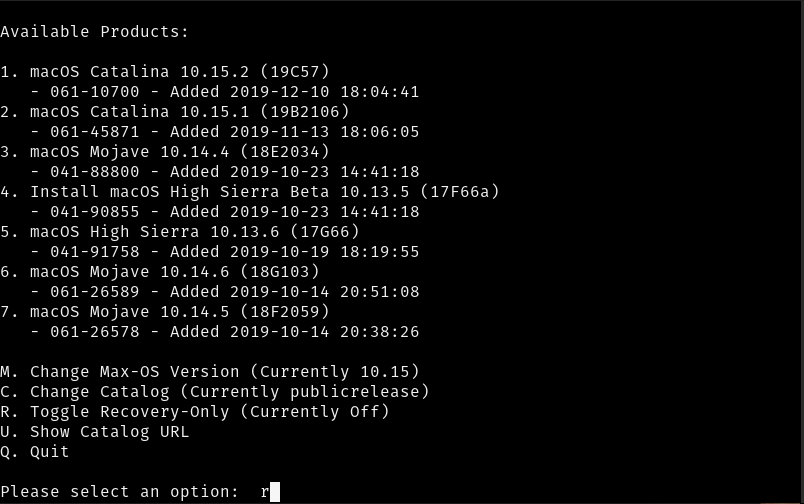 Available Products:
1. macOS Catalina 10.15.2 (19C57)
- 061-10700 - Added 2019-12-10 18:04:41
2. macOS Catalina 10.15.1 (19B2106)
- 061-45871 - Added 2019-11-13 18:06:05
3. macOS Mojave 10.14.4 (18E2034)
- 041-88800 - Added 2019-10-23 14:41:18
4. Install macOS High Sierra Beta 10.13.5 (17F66a)
- 041-90855 - Added 2019-10-23 14:41:18
5. macOS High Sierra 10.13.6 (17G66)
- 041-91758 - Added 2019-10-19 18:19:55
6. macOS Mojave 10.14.6 (18G103)
- 061-26589 - Added 2019-10-14 20:51:08
7. macOS Mojave 10.14.5 (18F2059)
- 061-26578 - Added 2019-10-14 20:38:26
M. Change Max-OS Version (Currently 10.15)
C. Change Catalog (Currently publicrelease)
R. Toggle Recovery-Only (Currently Off)
U. Show Catalog URL
Q. Quit
Please select an option: r